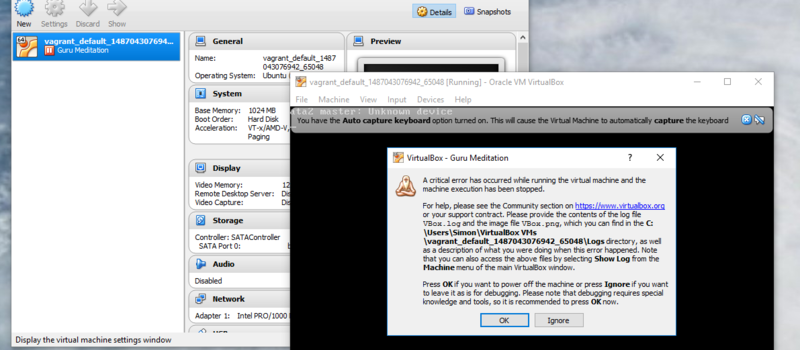 Details
Snapshots
New
Settings
Discard
Show
vagrant_default_148704307694...
Guru Meditation
General
Name:
vagrant_default_1487
043076942_65048
Operating System:
Ubuntu
Preview
System
Base Memory:
1024 MB
Boot Order:
Hard Disk
Acceleration:
VT-x/AMD-V,
Paging
Display
Video Memory:
Remote Desktop Server:
Video Capture:
Storage
Controller: SATAController
SATA Port 0:
Audio
Disabled
Network
Adapter 1:
Intel PRO/1000
Display the virtual machine settings window
vagrant_default_1487043076942_65048 [Running] - Oracle VM VirtualBox
File
Machine
View
Input
Devices
Help
ata2 master: Unknown device
You have the Auto capture keyboard option turned on. This will cause the Virtual Machine to automatically capture the keyboard
VirtualBox - Guru Meditation
A critical error has occurred while running the virtual machine and the
machine execution has been stopped.
For help, please see the Community section on https://www.virtualbox.org
or your support contract. Please provide the contents of the log file
VBox.log and the image file VBox.png, which you can find in the C:
\Users\Simon\VirtualBox VMs
\vagrant_default_1487043076942_65048\Logs directory, as well
as a description of what you were doing when this error happened. Note
that you can also access the above files by selecting Show Log from the
Machine menu of the main VirtualBox window.
Press OK if you want to power off the machine or press Ignore if you want
to leave it as is for debugging. Please note that debugging requires special
knowledge and tools, so it is recommended to press OK now.
OK
Ignore